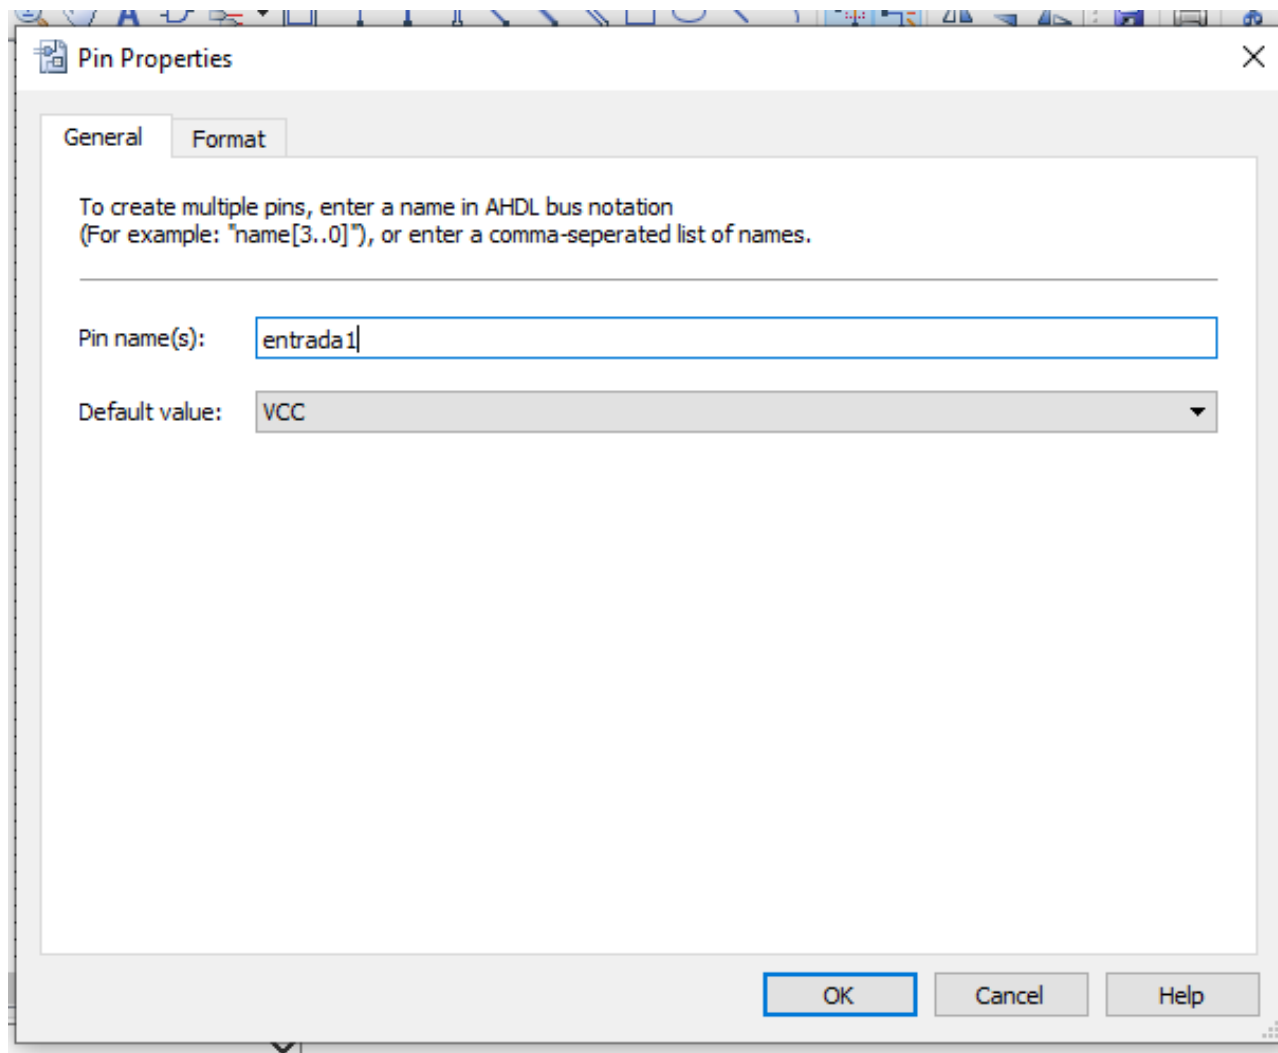 Pin Properties
General
Format
To create multiple pins, enter a name in AHDL bus notation
(For example: "name[3..0]"), or enter a comma-seperated list of names.
Pin name(s):
entrada1
Default value:
VCC
OK
Cancel
Help